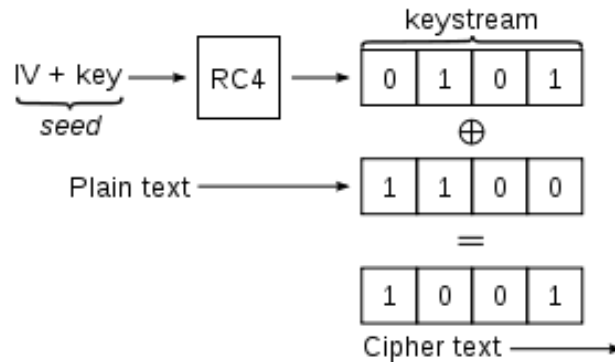 keystream
IV + key RC4 0 1 0 1
seed
⊕
Plain text 1 1 0 0
=
1 0 0 1
Cipher text